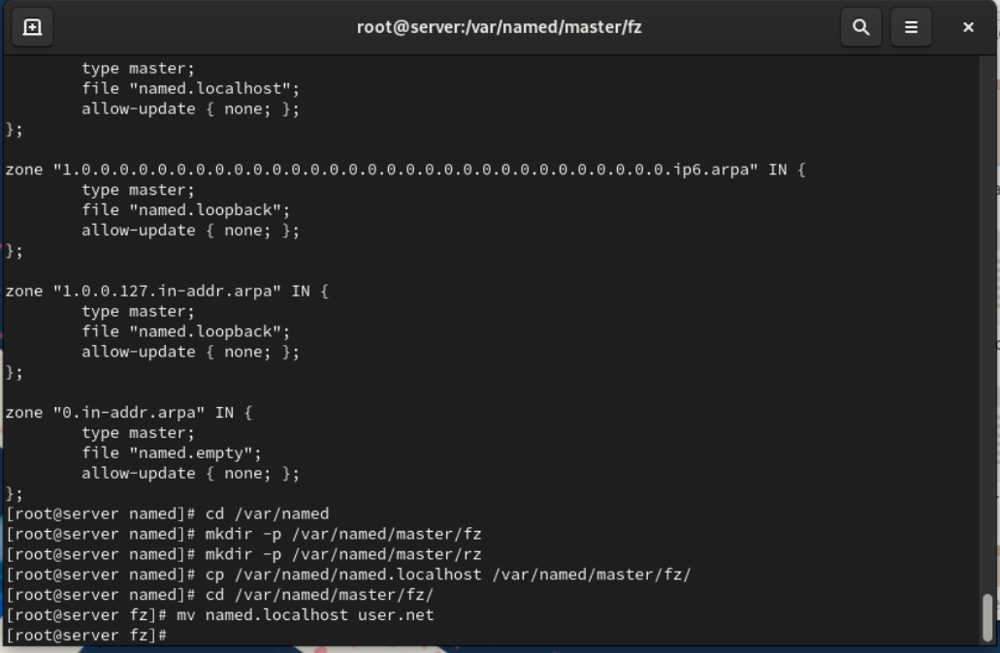 root@server:/var/named/master/fz
type master;
file "named.localhost";
allow-update { none; };
};
zone "1.0.0.0.0.0.0.0.0.0.0.0.0.0.0.0.0.0.0.0.0.0.0.0.0.0.0.0.0.0.0.0.ip6.arpa" IN {
type master;
file "named.loopback";
allow-update { none; };
};
zone "1.0.0.127.in-addr.arpa" IN {
type master;
file "named.loopback";
allow-update { none; };
};
zone "0.in-addr.arpa" IN {
type master;
file "named.empty";
allow-update { none; };
};
[root@server named]# cd /var/named
[root@server named]# mkdir -p /var/named/master/fz
[root@server named]# mkdir -p /var/named/master/rz
[root@server named]# cp /var/named/named.localhost /var/named/master/fz/
[root@server named]# cd /var/named/master/fz/
[root@server fz]# mv named.localhost user.net
[root@server fz]#